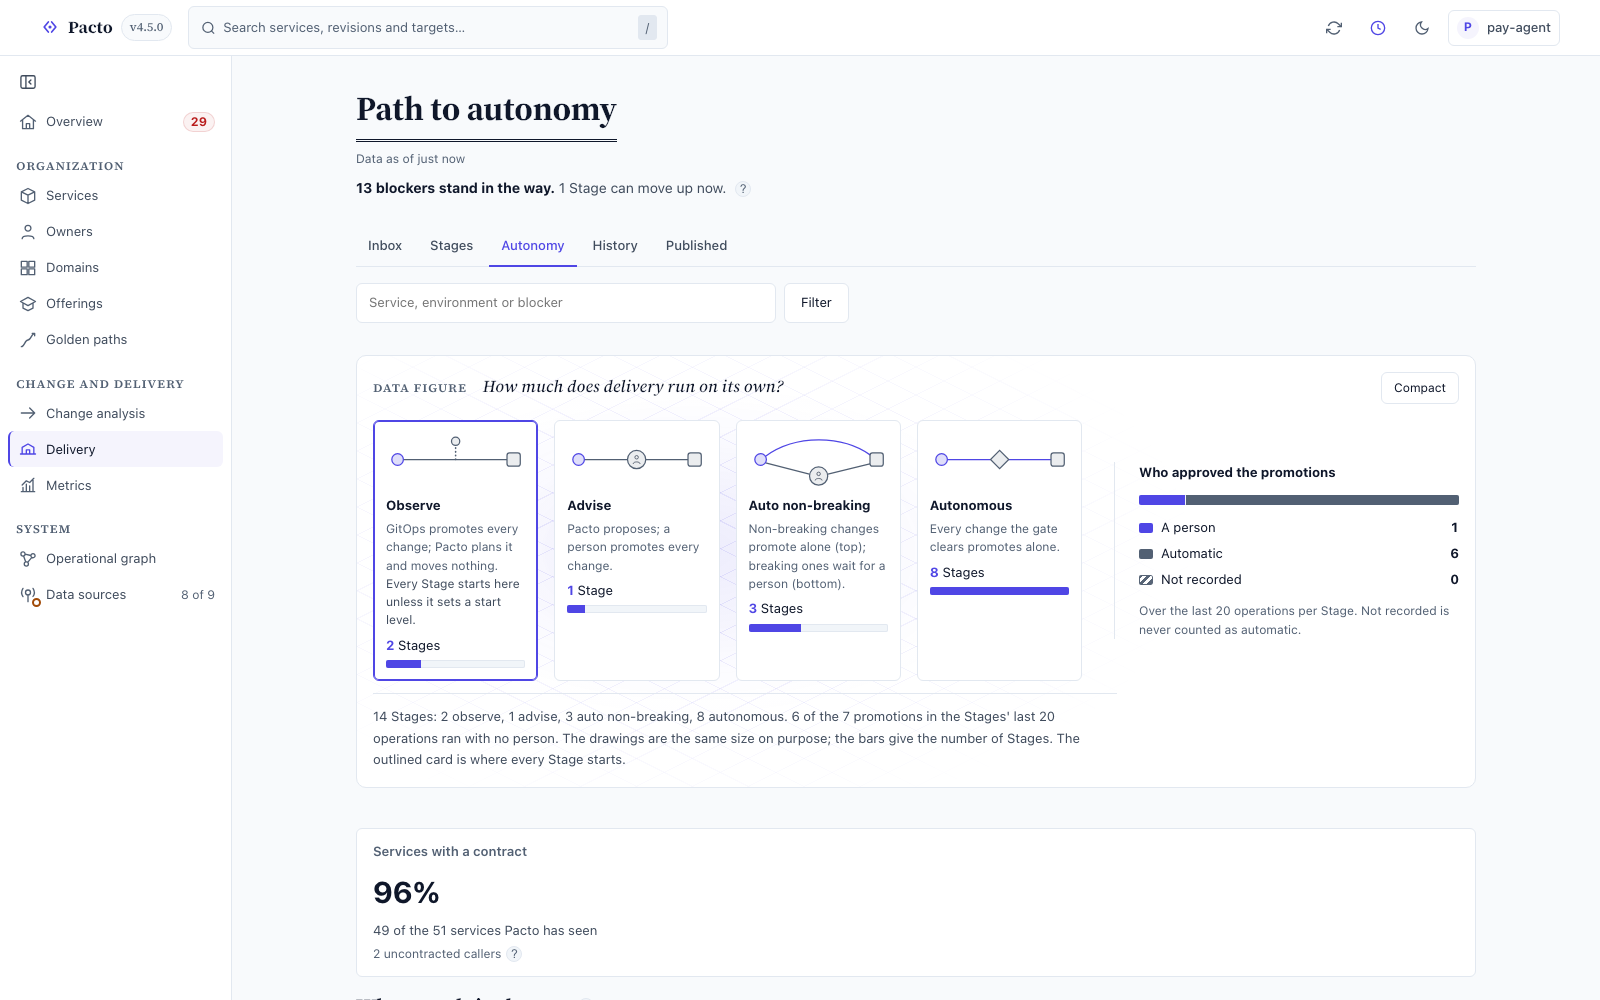 Pacto
v4.5.0
Search services, revisions and targets...
/
P
pay-agent
Overview
29
ORGANIZATION
Services
Owners
Domains
Offerings
Golden paths
CHANGE AND DELIVERY
Change analysis
Delivery
Metrics
SYSTEM
Operational graph
Data sources
8 of 9
Path to autonomy
Data as of just now
13 blockers stand in the way. 1 Stage can move up now. ?
Inbox
Stages
Autonomy
History
Published
Service, environment or blocker
Filter
DATA FIGURE How much does delivery run on its own?
Compact
Observe
GitOps promotes every
change; Pacto plans it
and moves nothing.
Every Stage starts here
unless it sets a start
level.
2 Stages
Advise
Pacto proposes; a
person promotes every
change.
1 Stage
Auto non-breaking
Non-breaking changes
promote alone (top);
breaking ones wait for a
person (bottom).
3 Stages
Autonomous
Every change the gate
clears promotes alone.
8 Stages
Who approved the promotions
A person 1
Automatic 6
Not recorded 0
Over the last 20 operations per Stage. Not recorded is
never counted as automatic.
14 Stages: 2 observe, 1 advise, 3 auto non-breaking, 8 autonomous. 6 of the 7 promotions in the Stages' last 20
operations ran with no person. The drawings are the same size on purpose; the bars give the number of Stages. The
outlined card is where every Stage starts.
Services with a contract
96%
49 of the 51 services Pacto has seen
2 uncontracted callers ?